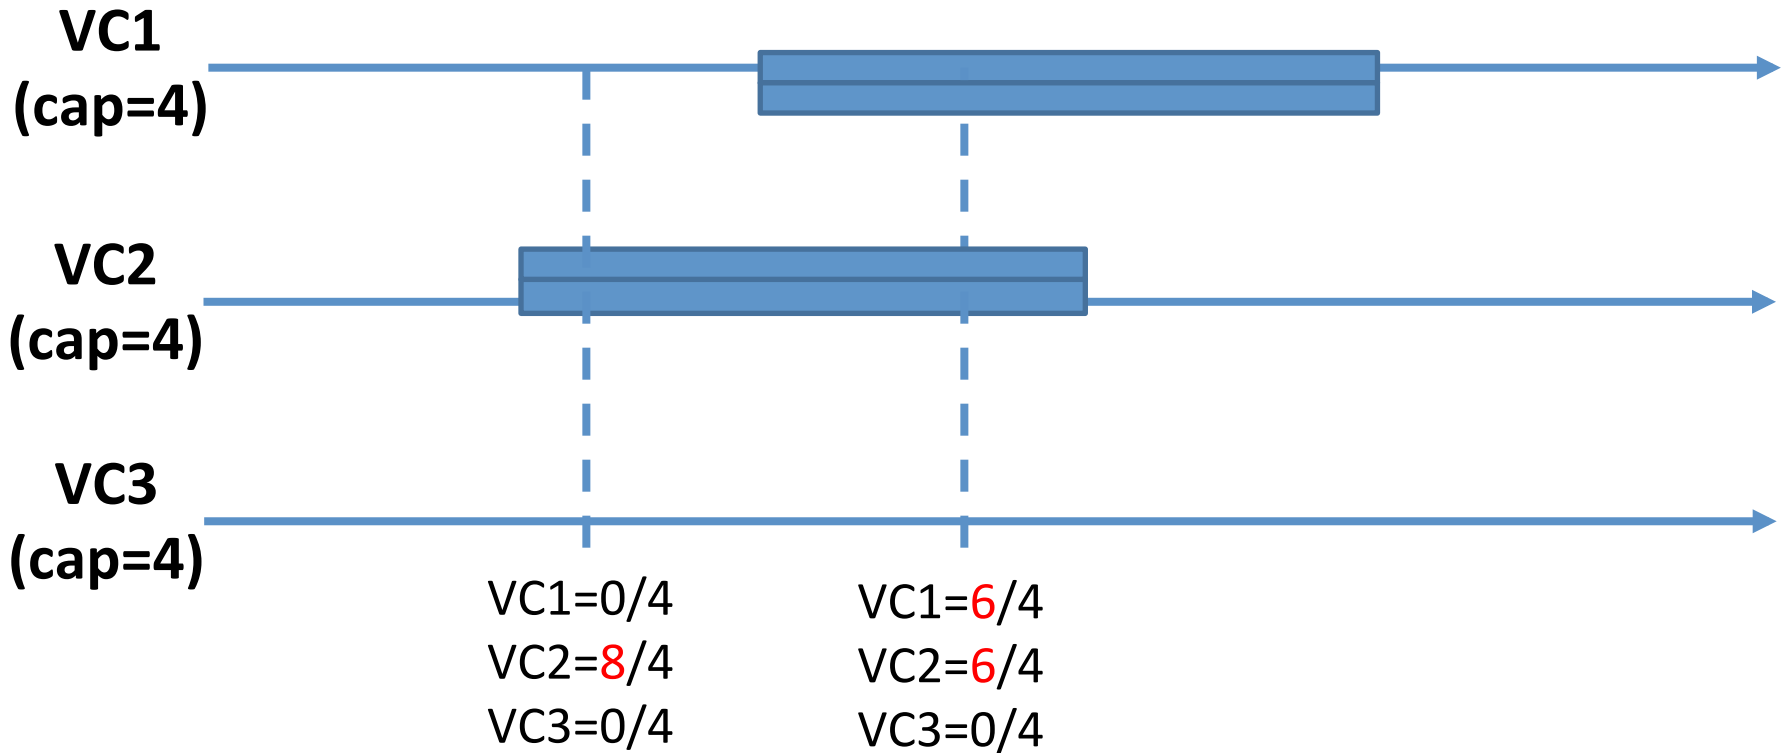 VC1
(cap=4)
VC2
(cap=4)
VC3
(cap=4)
VC1=0/4
VC2=8/4
VC3=0/4
VC1=6/4
VC2=6/4
VC3=0/4